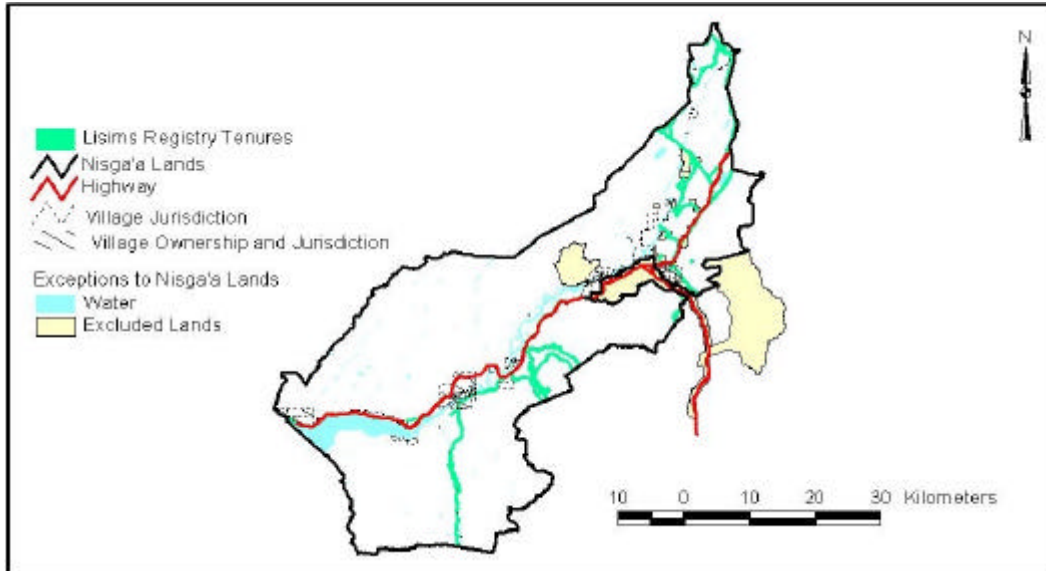 N
Lisims Registry Tenures
Nisga'a Lands
Highway
Village Jurisdiction
Village Ownership and Jurisdiction
Exceptions to Nisga'a Lands
Water
Excluded Lands
10 0 10 20 30 Kilometers